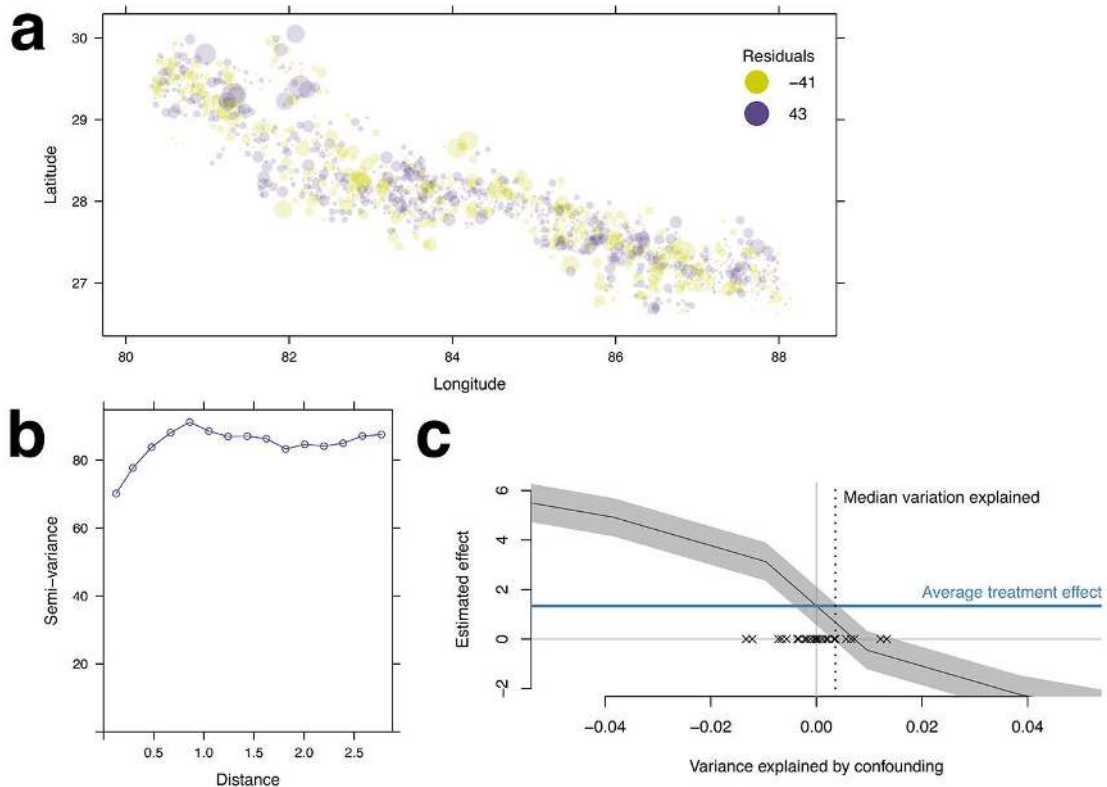 a
30
29
28
27
Latitude
Residuals
-41
43
80
82
84
86
88
Longitude
b
80
60
40
20
Semi-variance
0.5
1.0
1.5
2.0
2.5
Distance
c
6
4
2
0
-2
Estimated effect
Median variation explained
Average treatment effect
-0.04
-0.02
0.00
0.02
0.04
Variance explained by confounding